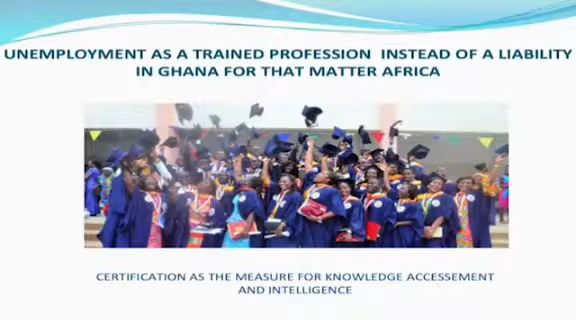 UNEMPLOYMENT AS A TRAINED PROFESSION INSTEAD OF A LIABILITY
IN GHANA FOR THAT MATTER AFRICA
CERTIFICATION AS THE MEASURE FOR KNOWLEDGE ACCESSEMENT
AND INTELLIGENCE